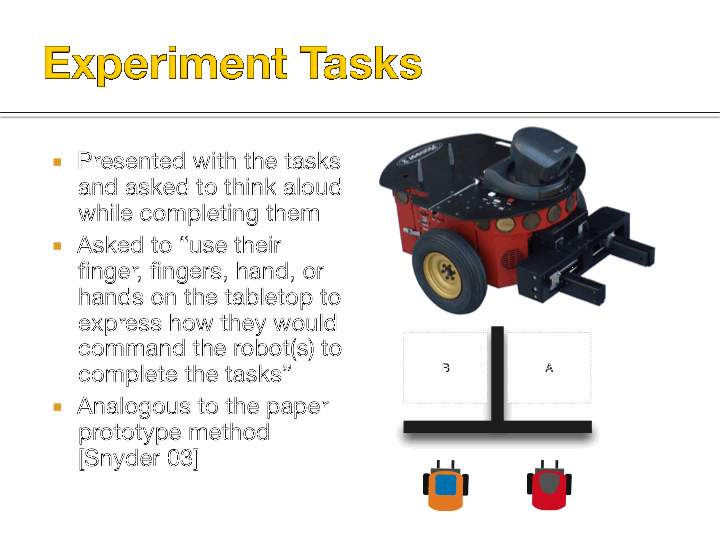 Experiment Tasks
Presented with the tasks
and asked to think aloud
while completing them
Asked to “use their
finger, fingers, hand, or
hands on the tabletop to
express how they would
command the robot(s) to
complete the tasks”
Analogous to the paper
prototype method
[Snyder 03]
B
A